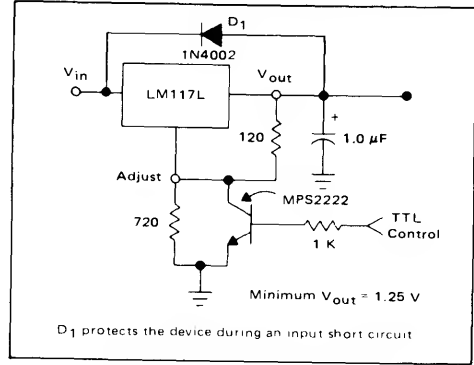 D1
1N4002
Vin
Vout
LM117L
120
+
1.0 μF
Adjust
MPS2222
720
TTL
Control
1 K
Minimum Vout = 1.25 V
D1 protects the device during an input short circuit